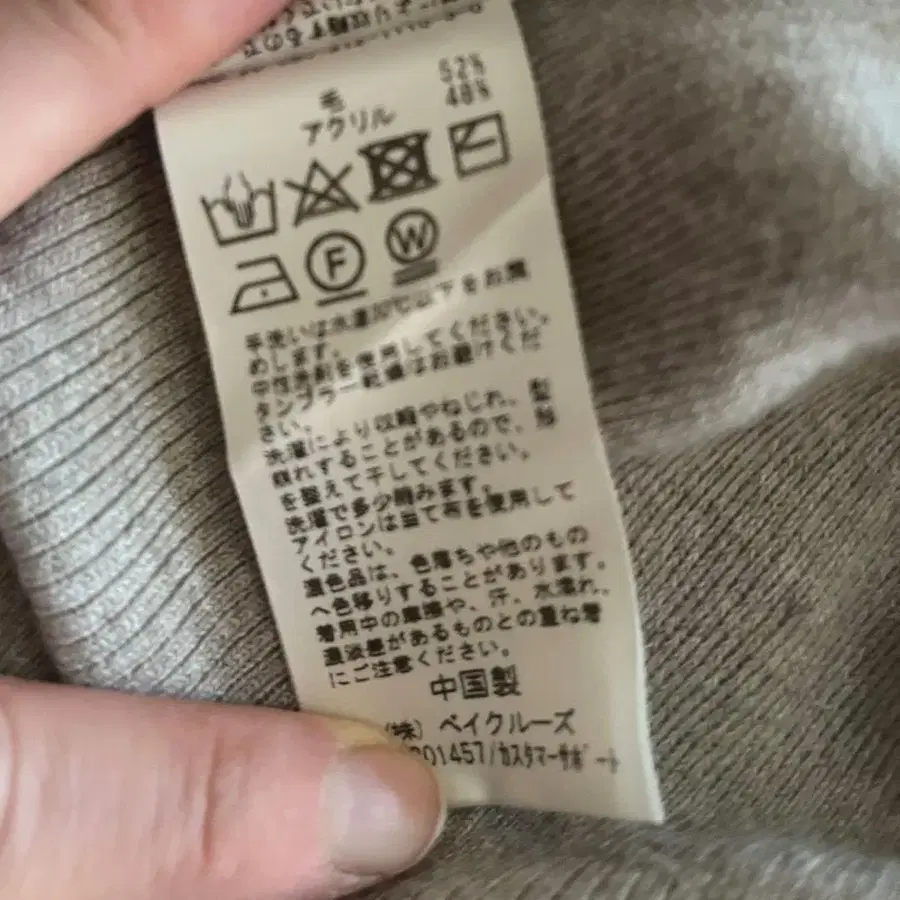 毛 52%
アクリル 48%
F W
手洗いは水温30℃以下をお薦
めします。
中性洗剤を使用してください。
タンブラー乾燥はお避けくだ
さい。
洗濯により収縮やねじれ、型
崩れすることがあるので、形
を整えて干してください。
洗濯で多少縮みます。
アイロンは当て布を使用して
ください。
濃色品は、色落ちや他のもの
へ色移りすることがあります。
着用中の摩擦や、汗、水濡れ、
濃淡差があるものとの重ね着
にご注意ください。
中国製
(株) ベイクルーズ
01457/カスタマーサポート